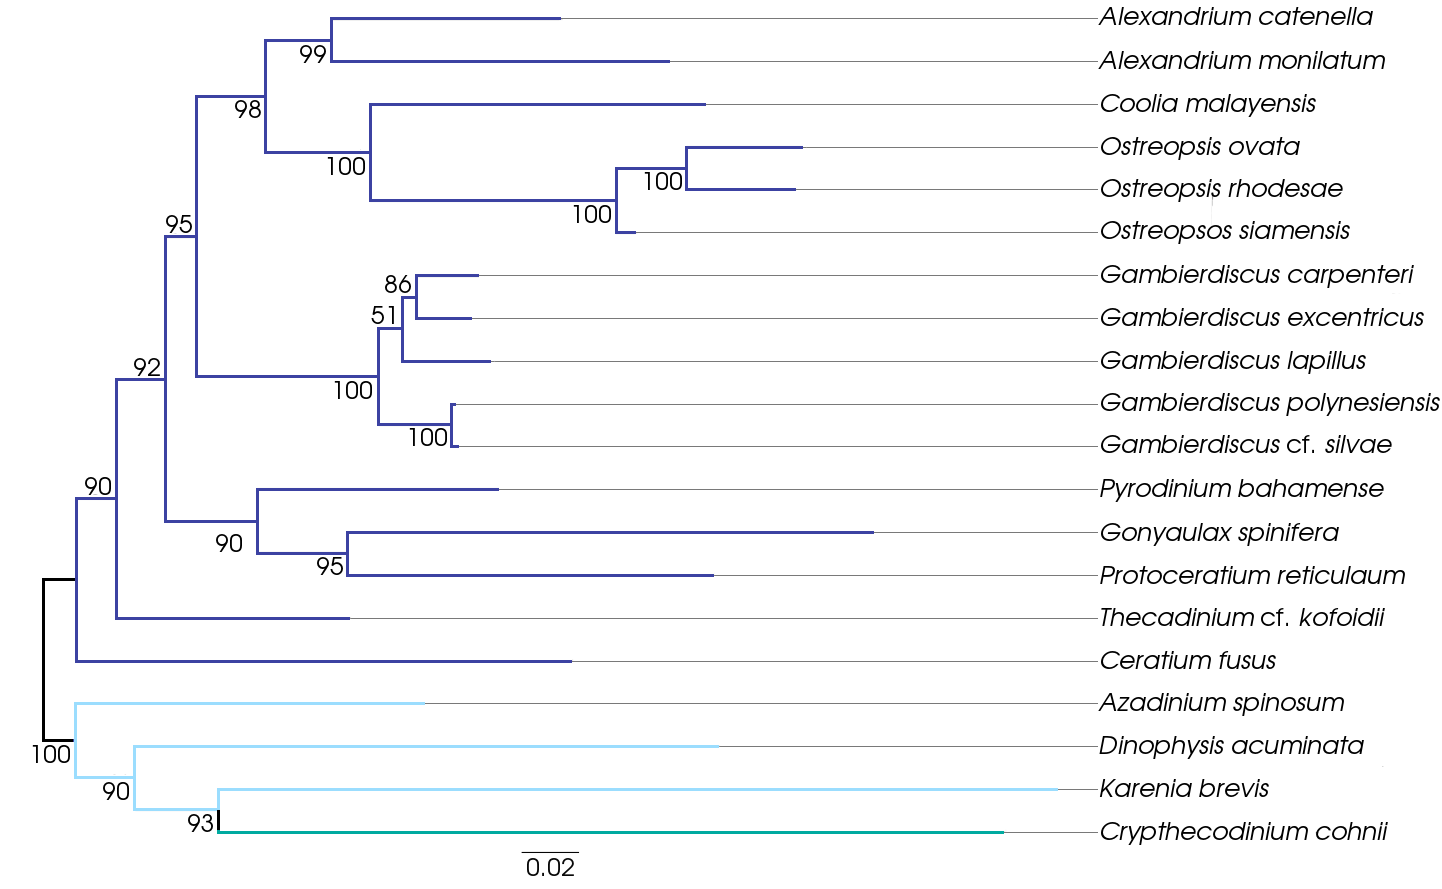 Alexandrium catenella
99
Alexandrium monilatum
98
Coolia malayensis
100
Ostreopsis ovata
100
Ostreopsis rhodesae
100
95
Ostreopsos siamensis
Gambierdiscus carpenteri
86
51
Gambierdiscus excentricus
92
Gambierdiscus lapillus
100
Gambierdiscus polynesiensis
100
Gambierdiscus cf. silvae
90
Pyrodinium bahamense
90
Gonyaulax spinifera
95
Protoceratium reticulaum
Thecadinium cf. kofoidii
Ceratium fusus
Azadinium spinosum
100
Dinophysis acuminata
90
Karenia brevis
93
Crypthecodinium cohnii
0.02